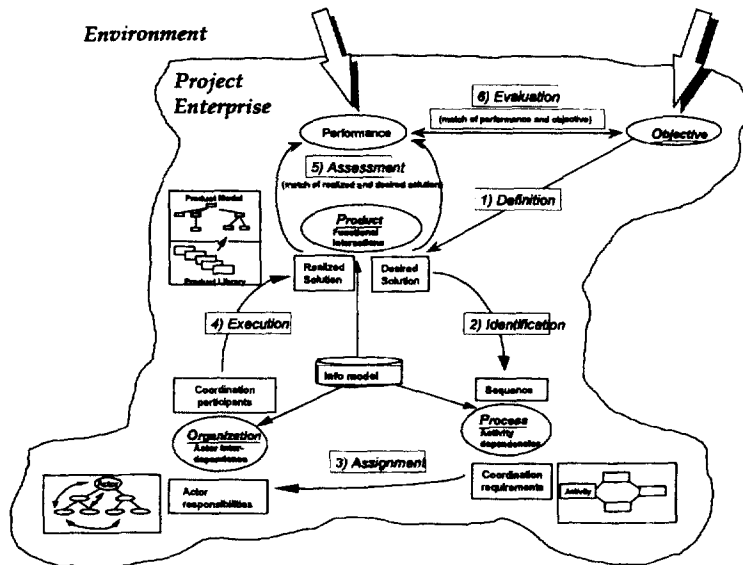 Environment
Project
Enterprise
6) Evaluation
(match of performance and objective)
Performance
Objective
5) Assessment
(match of realized and desired solution)
1) Definition
Product Model
Product Library
Product
Functional
Interactions
Realized
Solution
Desired
Solution
4) Execution
2) Identification
Info model
Coordination
participants
Sequence
Organization
Actor inter-
dependence
Process
Activity
dependencies
3) Assignment
Actor
Actor
responsibilities
Coordination
requirements
Activity